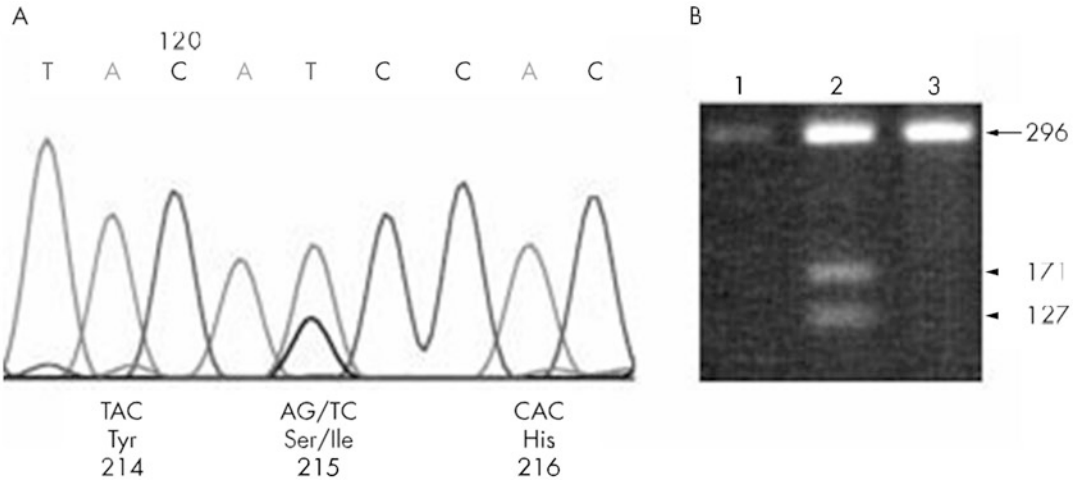 A
120
T A C A T C C A C
TAC AG/TC CAC
Tyr Ser/Ile His
214 215 216
B
1 2 3
296
171
127